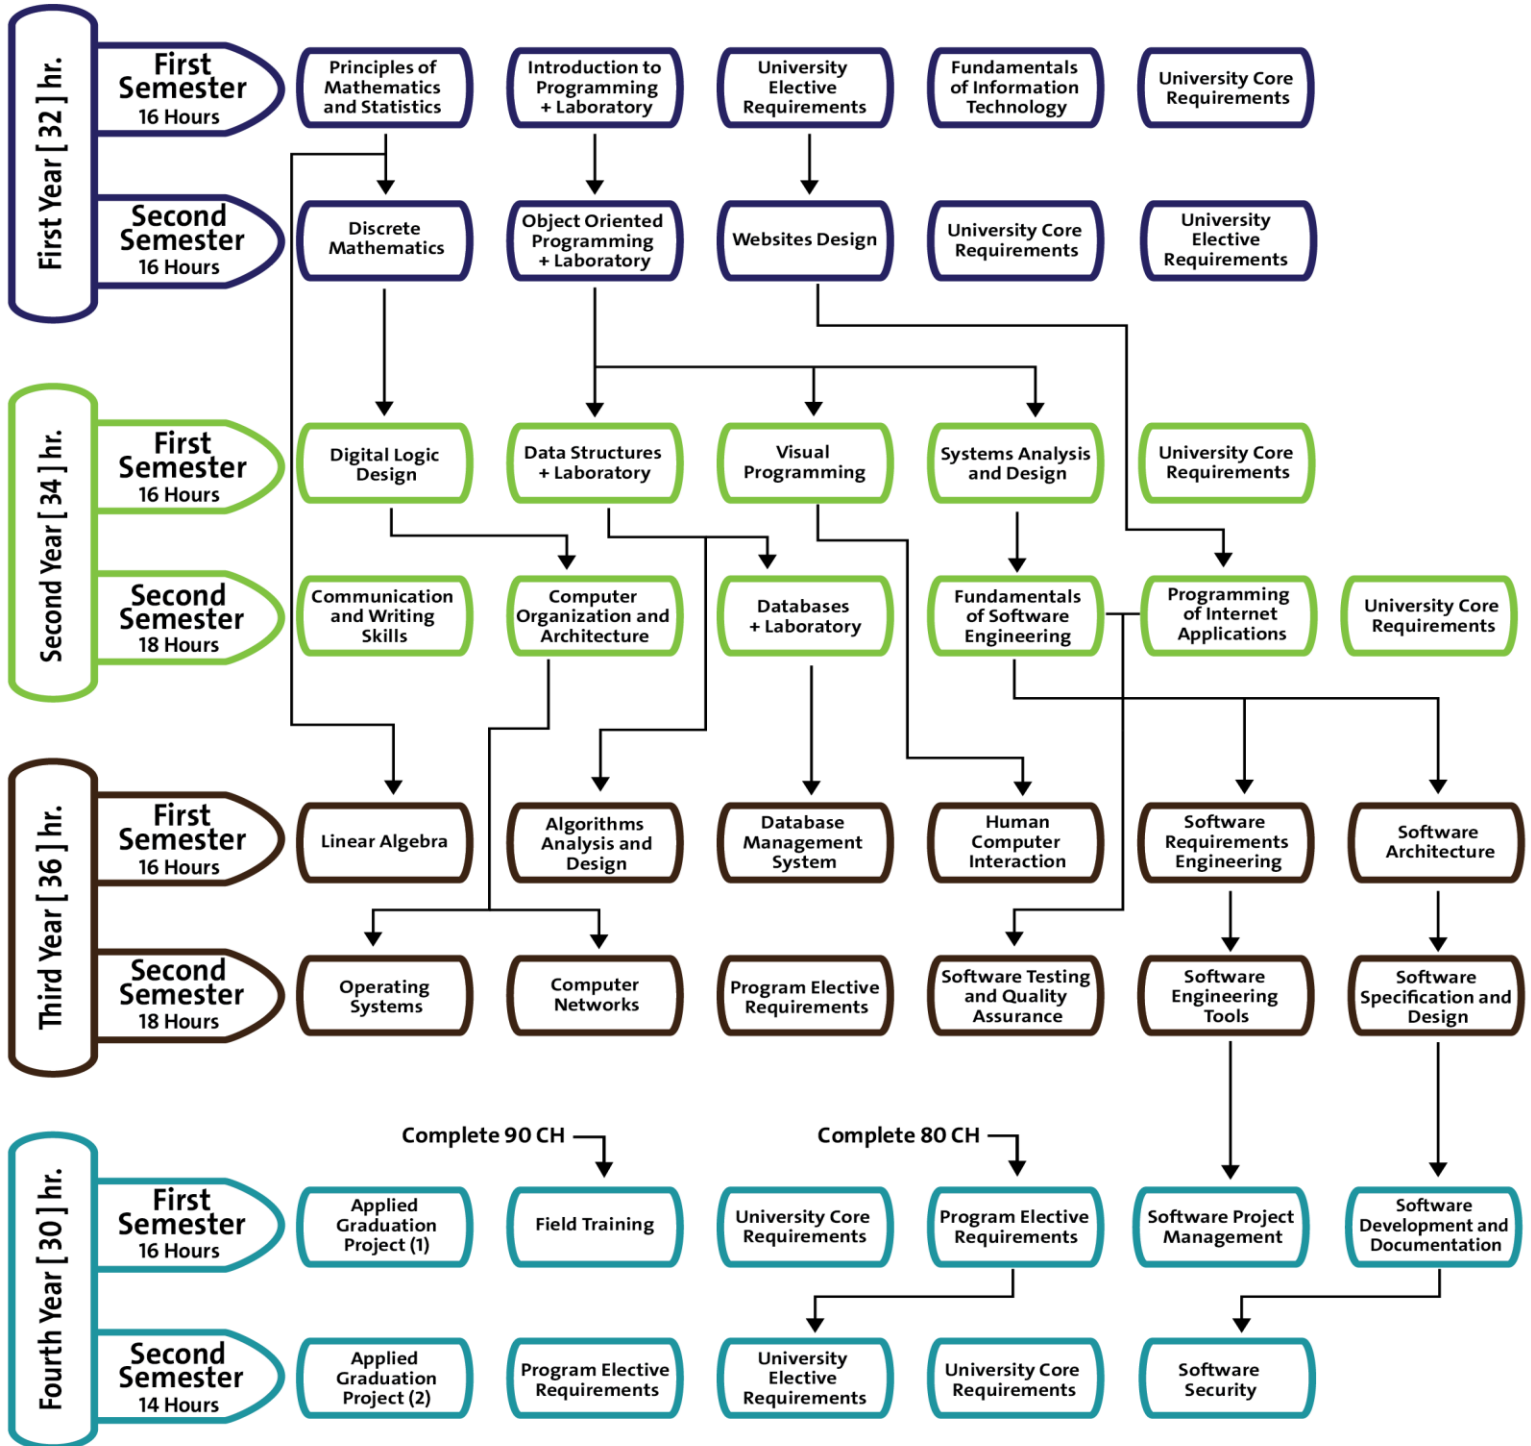 First Year [ 32 ] hr.
First
Semester
16 Hours
Principles of
Mathematics
and Statistics
Introduction to
Programming
+ Laboratory
University
Elective
Requirements
Fundamentals
of Information
Technology
University Core
Requirements
Second
Semester
16 Hours
Discrete
Mathematics
Object Oriented
Programming
+ Laboratory
Websites Design
University Core
Requirements
University
Elective
Requirements
Second Year [ 34 ] hr.
First
Semester
16 Hours
Digital Logic
Design
Data Structures
+ Laboratory
Visual
Programming
Systems Analysis
and Design
University Core
Requirements
Second
Semester
18 Hours
Communication
and Writing
Skills
Computer
Organization and
Architecture
Databases
+ Laboratory
Fundamentals
of Software
Engineering
Programming
of Internet
Applications
University Core
Requirements
Third Year [ 36 ] hr.
First
Semester
16 Hours
Linear Algebra
Algorithms
Analysis and
Design
Database
Management
System
Human
Computer
Interaction
Software
Requirements
Engineering
Software
Architecture
Second
Semester
18 Hours
Operating
Systems
Computer
Networks
Program Elective
Requirements
Software Testing
and Quality
Assurance
Software
Engineering
Tools
Software
Specification and
Design
Complete 90 CH
Complete 80 CH
Fourth Year [ 30 ] hr.
First
Semester
16 Hours
Applied
Graduation
Project (1)
Field Training
University Core
Requirements
Program Elective
Requirements
Software Project
Management
Software
Development and
Documentation
Second
Semester
14 Hours
Applied
Graduation
Project (2)
Program Elective
Requirements
University
Elective
Requirements
University Core
Requirements
Software
Security